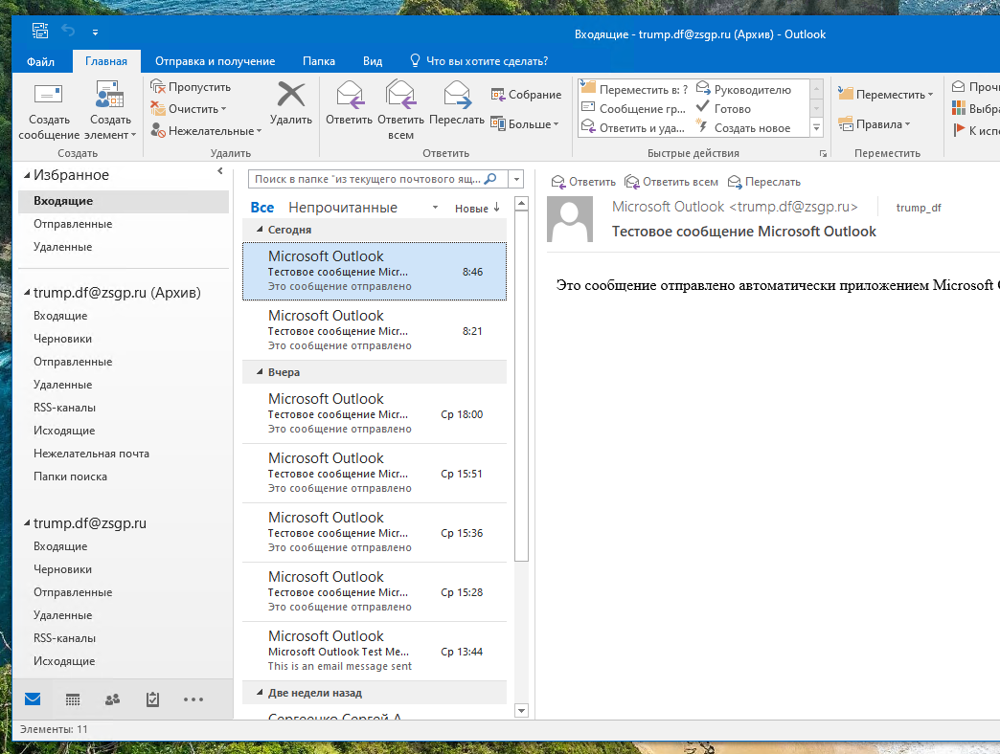 Входящие - trump.df@zsgp.ru (Архив) - Outlook
Файл Главная Отправка и получение Папка Вид Что вы хотите сделать?
Создать сообщение
Создать элемент
Создать
Пропустить
Очистить
Нежелательные
Удалить
Удалить
Ответить
Ответить всем
Переслать
Собрание
Больше
Ответить
Переместить в: ?
Сообщение гр...
Ответить и уда...
Руководителю
Готово
Создать новое
Быстрые действия
Переместить
Правила
Переместить
Проч
Выбра
К исп
Избранное
Входящие
Отправленные
Удаленные
trump.df@zsgp.ru (Архив)
Входящие
Черновики
Отправленные
Удаленные
RSS-каналы
Исходящие
Нежелательная почта
Папки поиска
trump.df@zsgp.ru
Входящие
Черновики
Отправленные
Удаленные
RSS-каналы
Исходящие
Элементы: 11
Поиск в папке "из текущего почтового ящ...
Все Непрочитанные Новые ↓
Сегодня
Microsoft Outlook
Тестовое сообщение Micr... 8:46
Это сообщение отправлено
Microsoft Outlook
Тестовое сообщение Micr... 8:21
Это сообщение отправлено
Вчера
Microsoft Outlook
Тестовое сообщение Micr... Ср 18:00
Это сообщение отправлено
Microsoft Outlook
Тестовое сообщение Micr... Ср 15:51
Это сообщение отправлено
Microsoft Outlook
Тестовое сообщение Micr... Ср 15:36
Это сообщение отправлено
Microsoft Outlook
Тестовое сообщение Micr... Ср 15:28
Это сообщение отправлено
Microsoft Outlook
Microsoft Outlook Test Me... Ср 13:44
This is an email message sent
Две недели назад
Ответить Ответить всем Переслать
Microsoft Outlook <trump.df@zsgp.ru> trump_df
Тестовое сообщение Microsoft Outlook
Это сообщение отправлено автоматически приложением Microsoft